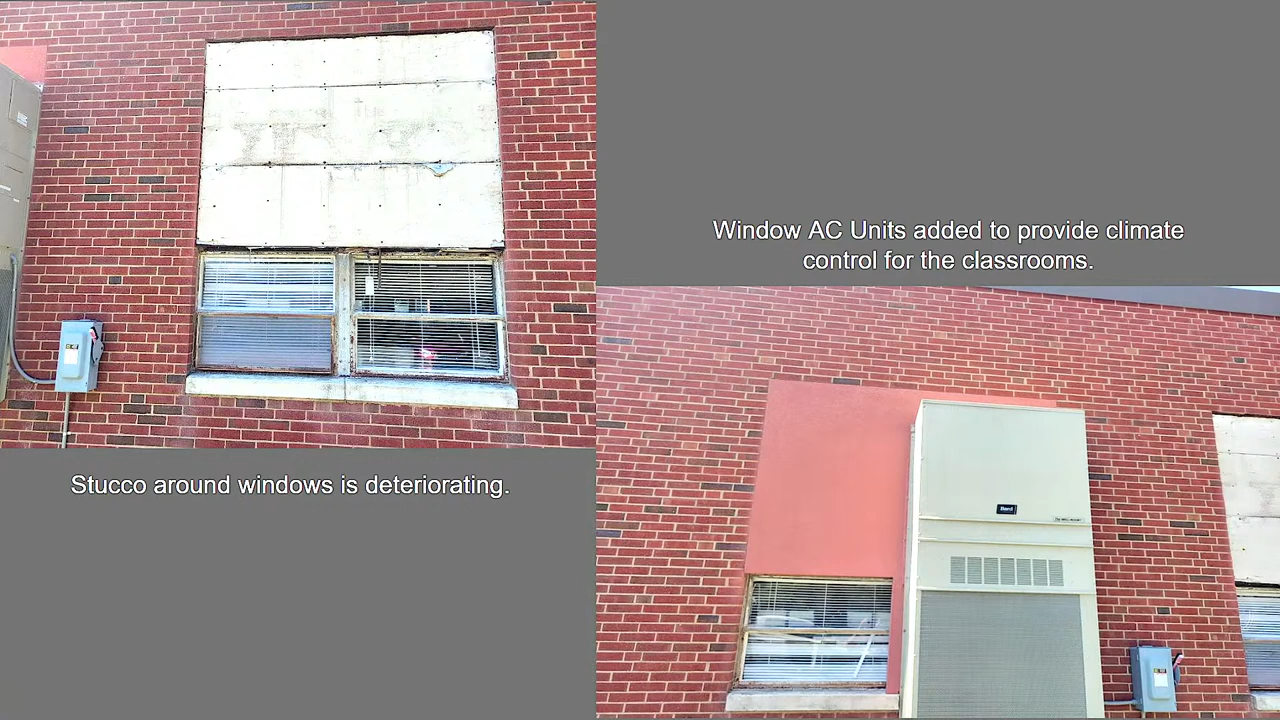 Window AC Units added to provide climate
control for the classrooms.
Bard
Stucco around windows is deteriorating.